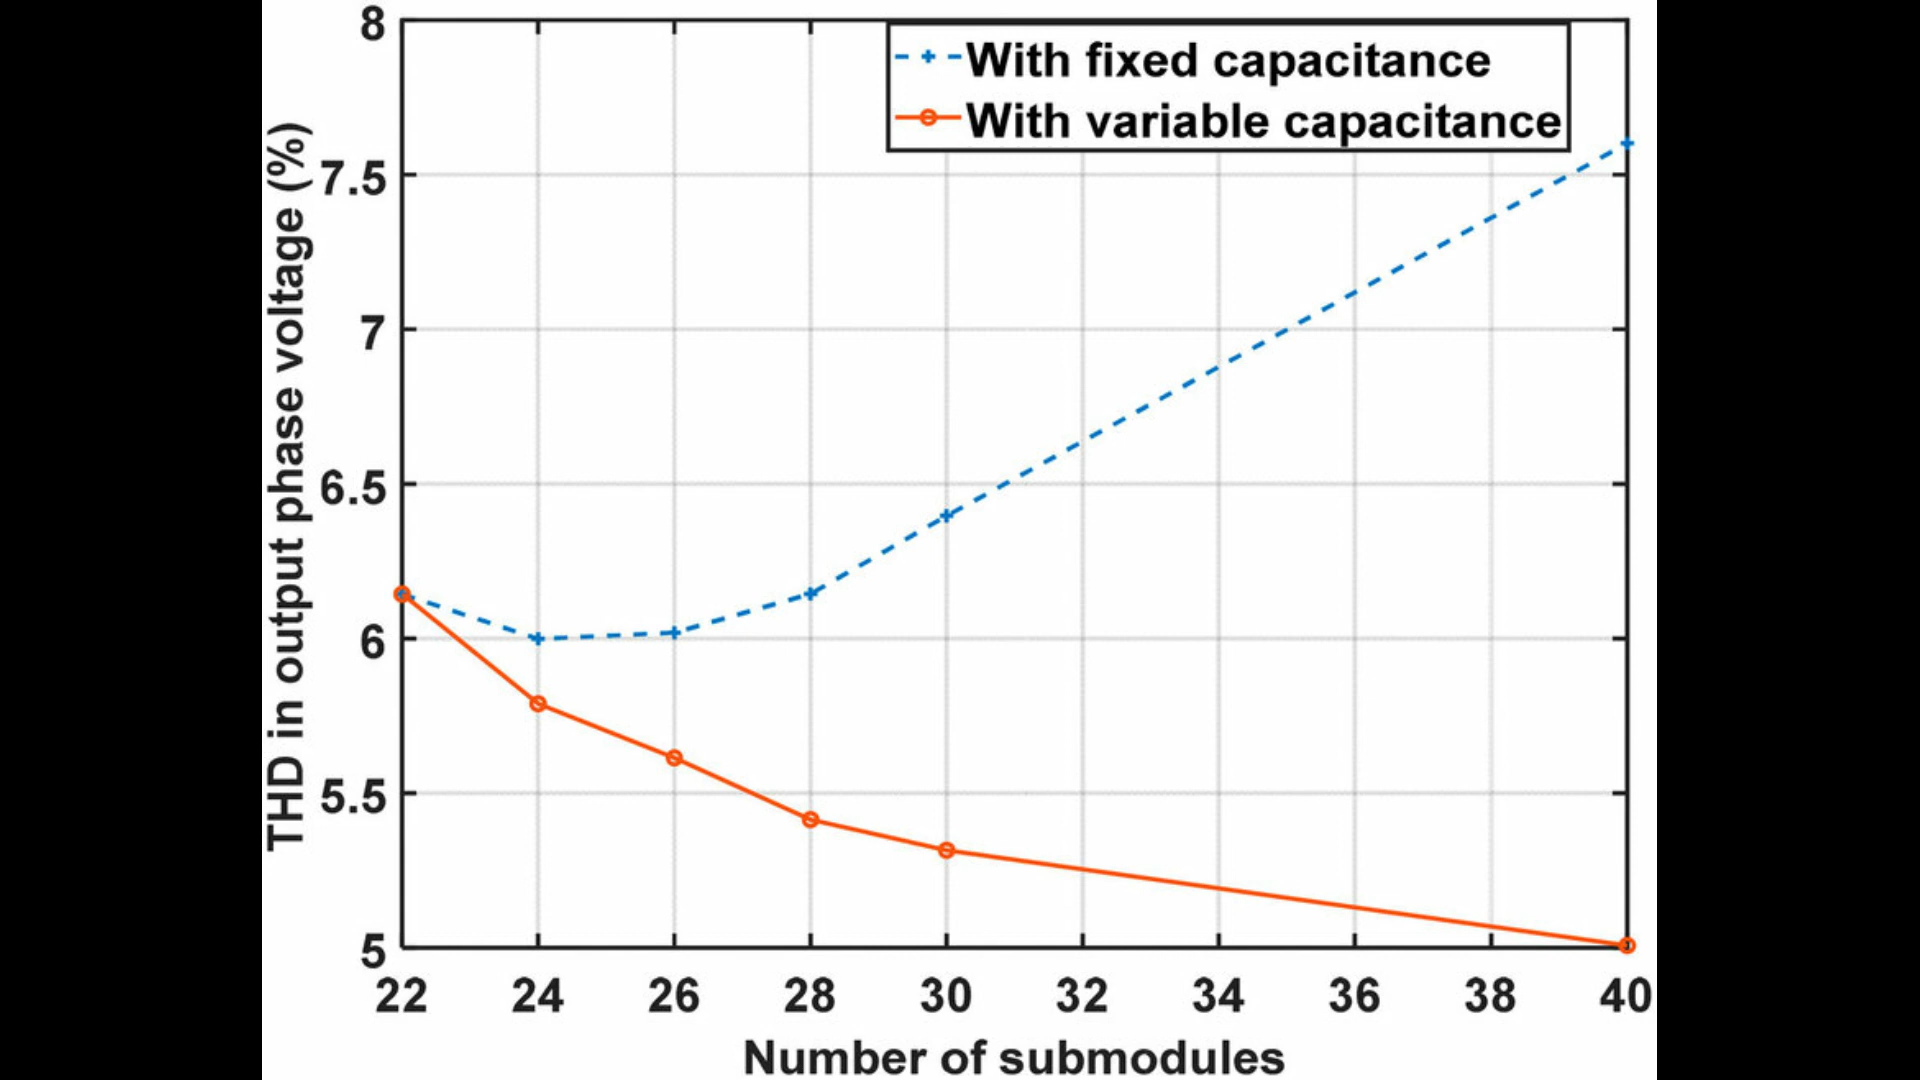 With fixed capacitance
With variable capacitance
THD in output phase voltage (%)
8
7.5
7
6.5
6
5.5
5
22 24 26 28 30 32 34 36 38 40
Number of submodules